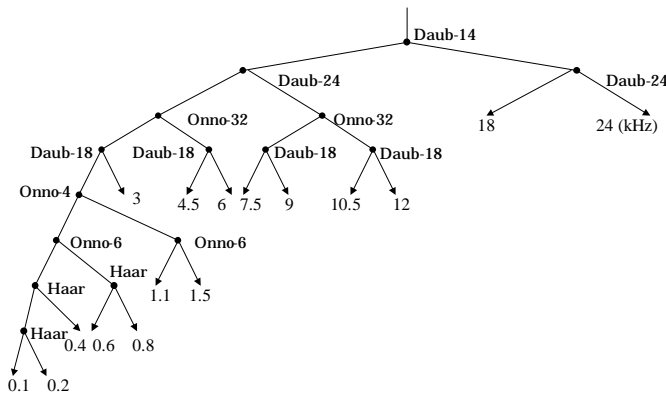 Daub-14
Daub-24
Daub-24
18
24 (kHz)
Onno-32
Onno-32
Daub-18
Daub-18
Daub-18
Daub-18
Onno-4
3
4.5
6
7.5
9
10.5
12
Onno-6
Onno-6
Haar
Haar
1.1
1.5
Haar
0.4
0.6
0.8
0.1
0.2